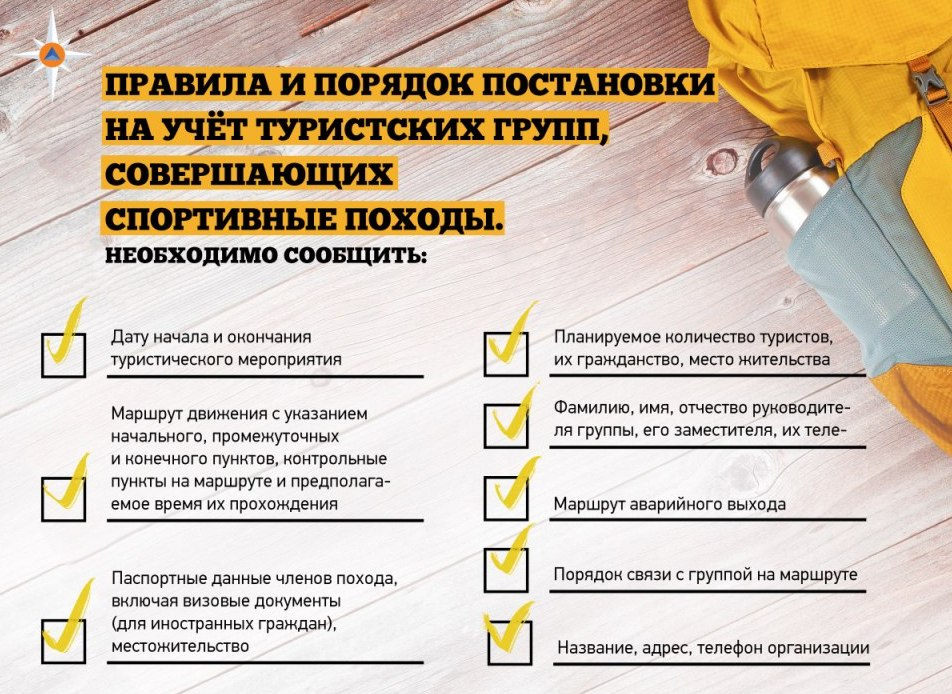 ПРАВИЛА И ПОРЯДОК ПОСТАНОВКИ
НА УЧЁТ ТУРИСТСКИХ ГРУПП,
СОВЕРШАЮЩИХ
СПОРТИВНЫЕ ПОХОДЫ.
НЕОБХОДИМО СООБЩИТЬ:
Дату начала и окончания
туристического мероприятия
Маршрут движения с указанием
начального, промежуточных
и конечного пунктов, контрольные
пункты на маршруте и предполага-
емое время их прохождения
Паспортные данные членов похода,
включая визовые документы
(для иностранных граждан),
местожительство
Планируемое количество туристов,
их гражданство, место жительства
Фамилию, имя, отчество руководите-
ля группы, его заместителя, их теле-
Маршрут аварийного выхода
Порядок связи с группой на маршруте
Название, адрес, телефон организации